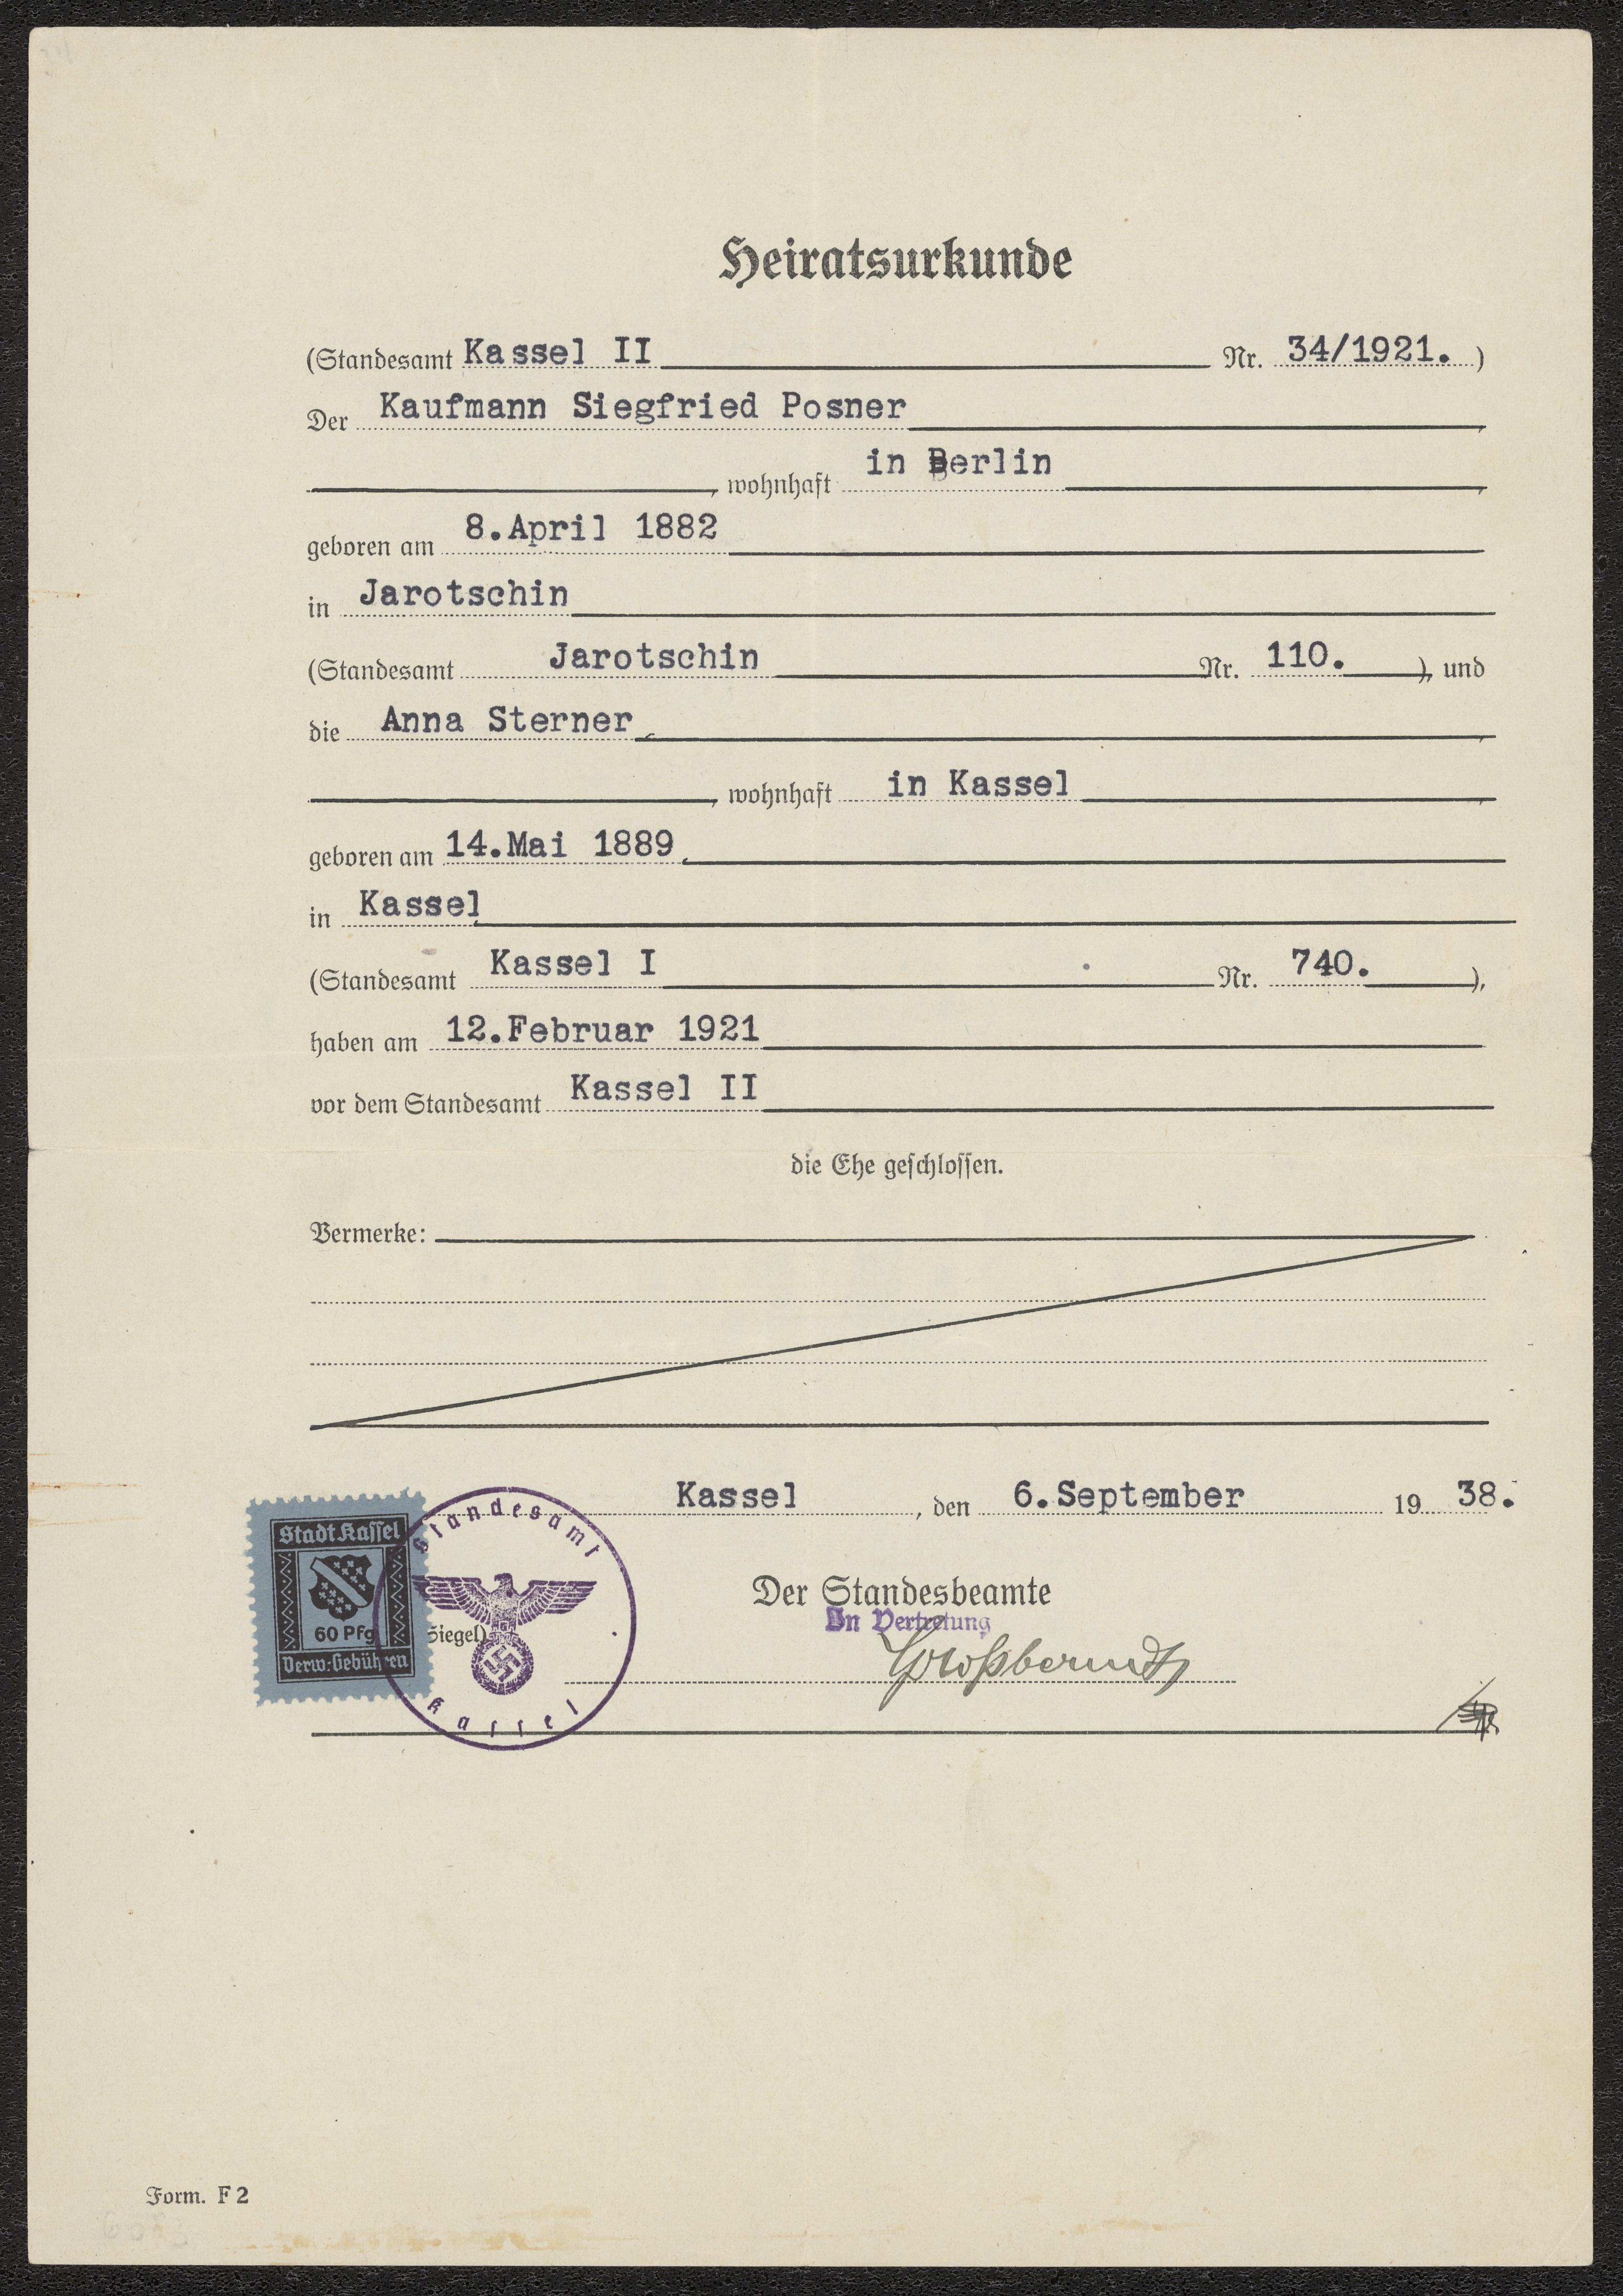 Heiratsurkunde
(Standesamt Kassel II Nr. 34/1921. )
Der Kaufmann Siegfried Posner,
, wohnhaft in Berlin,
geboren am 8.April 1882
in Jarotschin
(Standesamt Jarotschin Nr. 110. ), und
die Anna Sterner,
, wohnhaft in Kassel,
geboren am 14.Mai 1889
in Kassel
(Standesamt Kassel I Nr. 740. ),
haben am 12.Februar 1921
vor dem Standesamt Kassel II
die Ehe geschlossen.
Vermerke:
Kassel, den 6.September 1938.
Stadt Kassel
60 Pfg
Verw.-Gebühren
Standesamt
Kassel
Siegel)
Der Standesbeamte
In Vertretung
Form. F 2